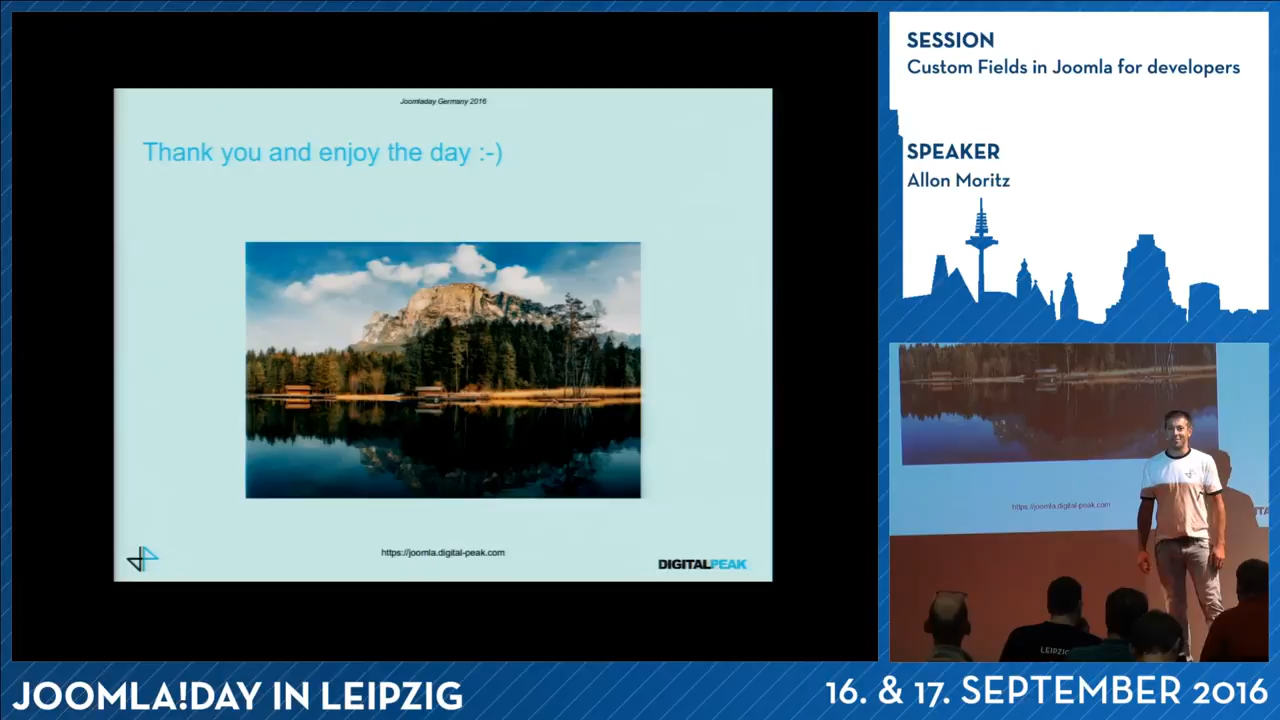 Joomladay Germany 2016
Thank you and enjoy the day :-)
https://joomla.digital-peak.com
DIGITALPEAK
SESSION
Custom Fields in Joomla for developers
SPEAKER
Allon Moritz
https://joomla.digital-peak.com
LEIPZIG
JOOMLA!DAY IN LEIPZIG
16. & 17. SEPTEMBER 2016